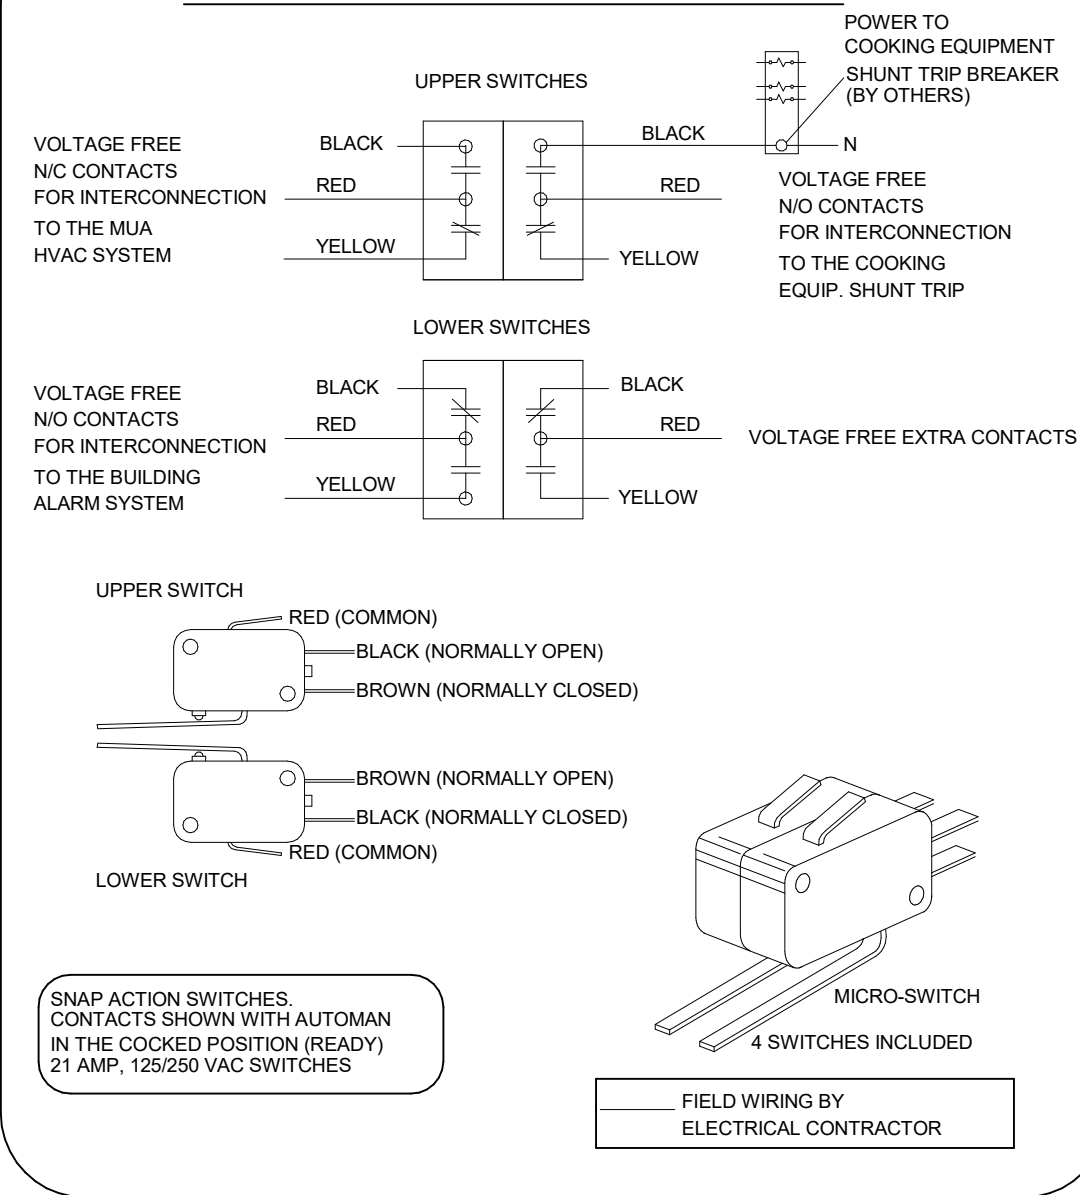 POWER TO
COOKING EQUIPMENT
SHUNT TRIP BREAKER
(BY OTHERS)
UPPER SWITCHES
VOLTAGE FREE
N/C CONTACTS
FOR INTERCONNECTION
TO THE MUA
HVAC SYSTEM
BLACK
RED
YELLOW
BLACK
RED
YELLOW
N
VOLTAGE FREE
N/O CONTACTS
FOR INTERCONNECTION
TO THE COOKING
EQUIP. SHUNT TRIP
LOWER SWITCHES
VOLTAGE FREE
N/O CONTACTS
FOR INTERCONNECTION
TO THE BUILDING
ALARM SYSTEM
BLACK
RED
YELLOW
BLACK
RED
YELLOW
VOLTAGE FREE EXTRA CONTACTS
UPPER SWITCH
RED (COMMON)
BLACK (NORMALLY OPEN)
BROWN (NORMALLY CLOSED)
BROWN (NORMALLY OPEN)
BLACK (NORMALLY CLOSED)
RED (COMMON)
LOWER SWITCH
MICRO-SWITCH
4 SWITCHES INCLUDED
SNAP ACTION SWITCHES.
CONTACTS SHOWN WITH AUTOMAN
IN THE COCKED POSITION (READY)
21 AMP, 125/250 VAC SWITCHES
FIELD WIRING BY
ELECTRICAL CONTRACTOR